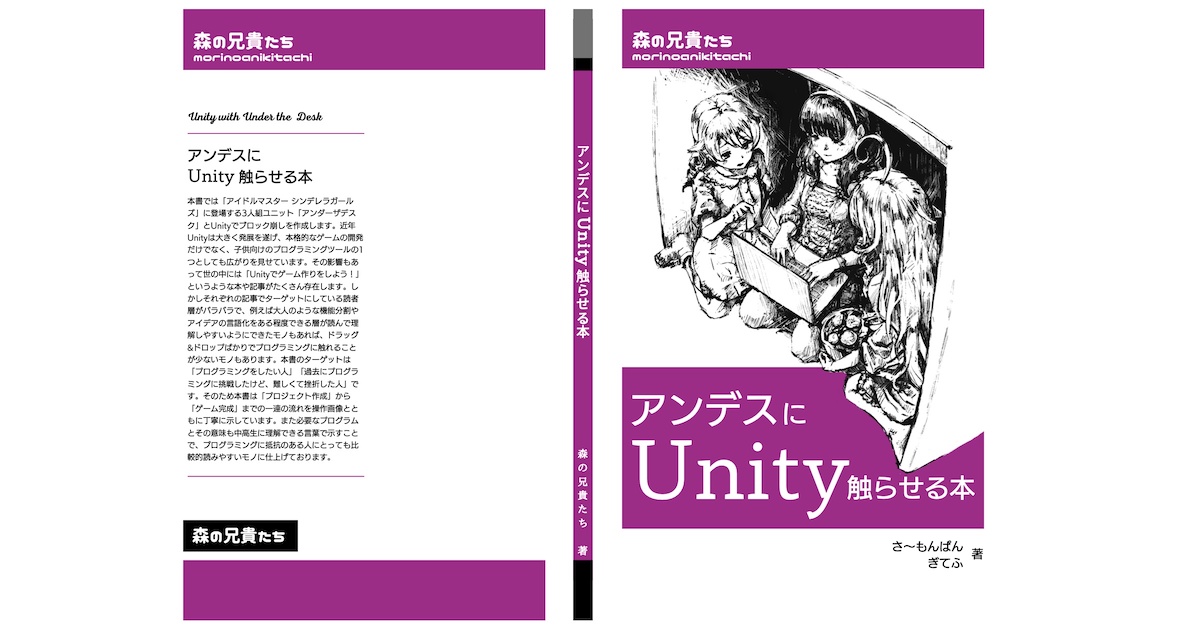 森の兄貴たち
morinoanikitachi
Unity with Under the Desk
アンデスに
Unity 触らせる本
本書では「アイドルマスター シンデレラガール
ズ」に登場する3人組ユニット「アンダーザデス
ク」とUnityでブロック崩しを作成します。近年
Unityは大きく発展を遂げ、本格的なゲームの開発
だけでなく、子供向けのプログラミングツールの1
つとしても広がりを見せています。その影響もあ
って世の中には「Unityでゲーム作りをしよう！」
というような本や記事がたくさん存在します。し
かしそれぞれの記事でターゲットにしている読者
層がバラバラで、例えば大人のような機能分割や
アイデアの言語化をある程度できる層が読んで理
解しやすいようにできたモノもあれば、ドラッグ
&ドロップばかりでプログラミングに触れること
が少ないモノもあります。本書のターゲットは
「プログラミングをしたい人」「過去にプログラ
ミングに挑戦したけど、難しくて挫折した人」で
す。そのため本書は「プロジェクト作成」から
「ゲーム完成」までの一連の流れを操作画像とと
もに丁寧に示しています。また必要なプログラム
とその意味も中高生に理解できる言葉で示すこと
で、プログラミングに抵抗のある人にとっても比
較的読みやすいモノに仕上げております。
森の兄貴たち
アンデスに Unity 触らせる本
森の兄貴たち 著
森の兄貴たち
morinoanikitachi
アンデスに
Unity触らせる本
さ〜もんぱん
ぎてふ
著